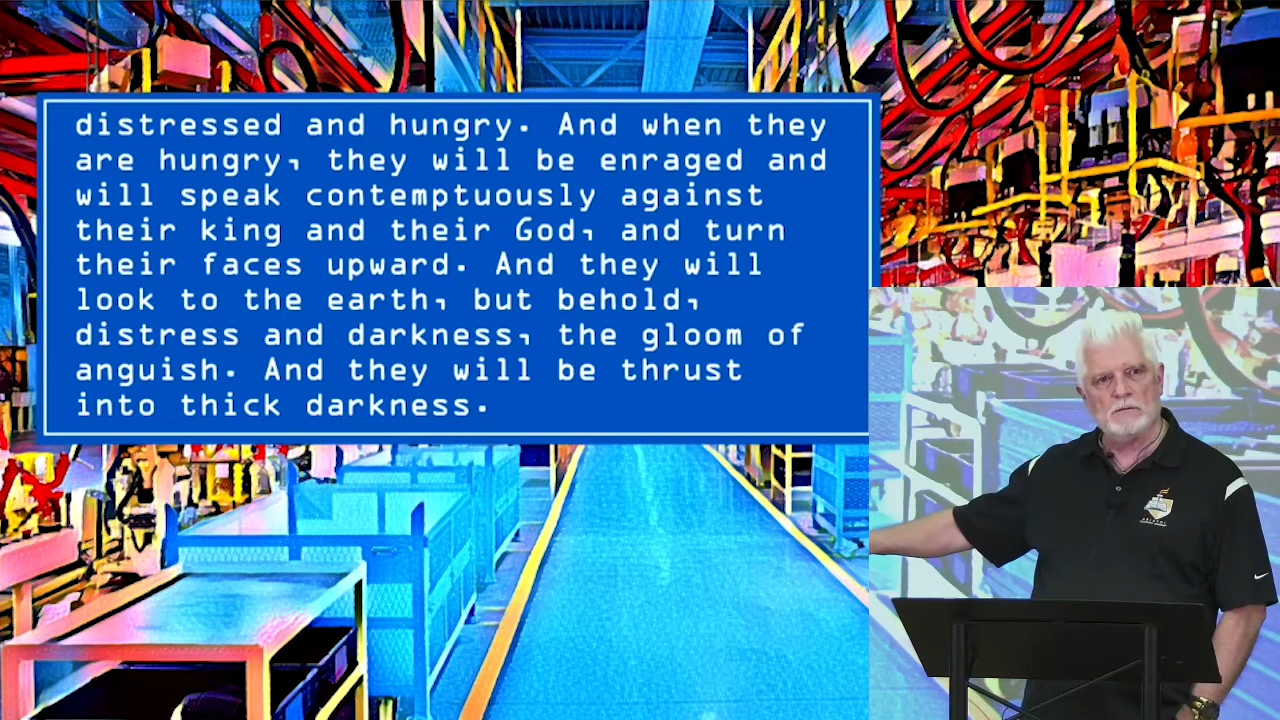 distressed and hungry. And when they
are hungry, they will be enraged and
will speak contemptuously against
their king and their God, and turn
their faces upward. And they will
look to the earth, but behold,
distress and darkness, the gloom of
anguish. And they will be thrust
into thick darkness.